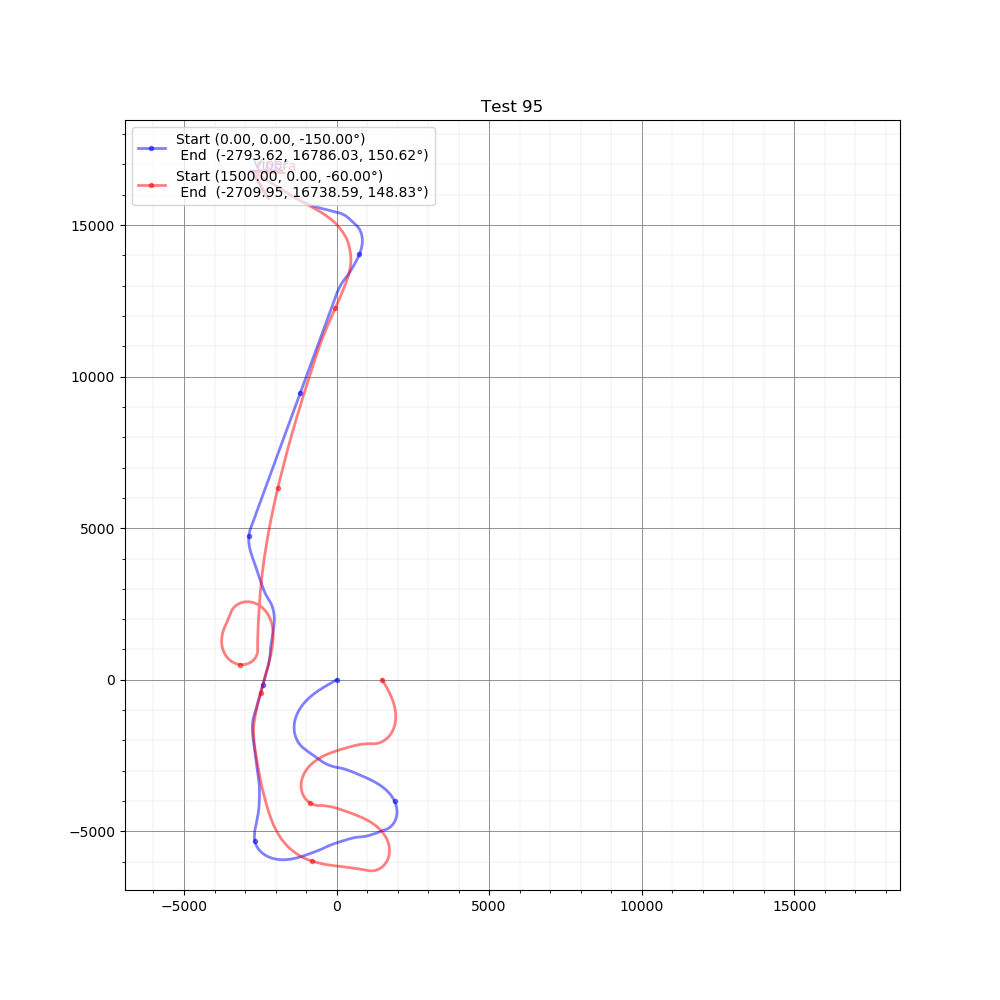 Test 95
Start (0.00, 0.00, -150.00°)
End (-2793.62, 16786.03, 150.62°)
Start (1500.00, 0.00, -60.00°)
End (-2709.95, 16738.59, 148.83°)
15000
10000
5000
0
−5000
−5000
0
5000
10000
15000